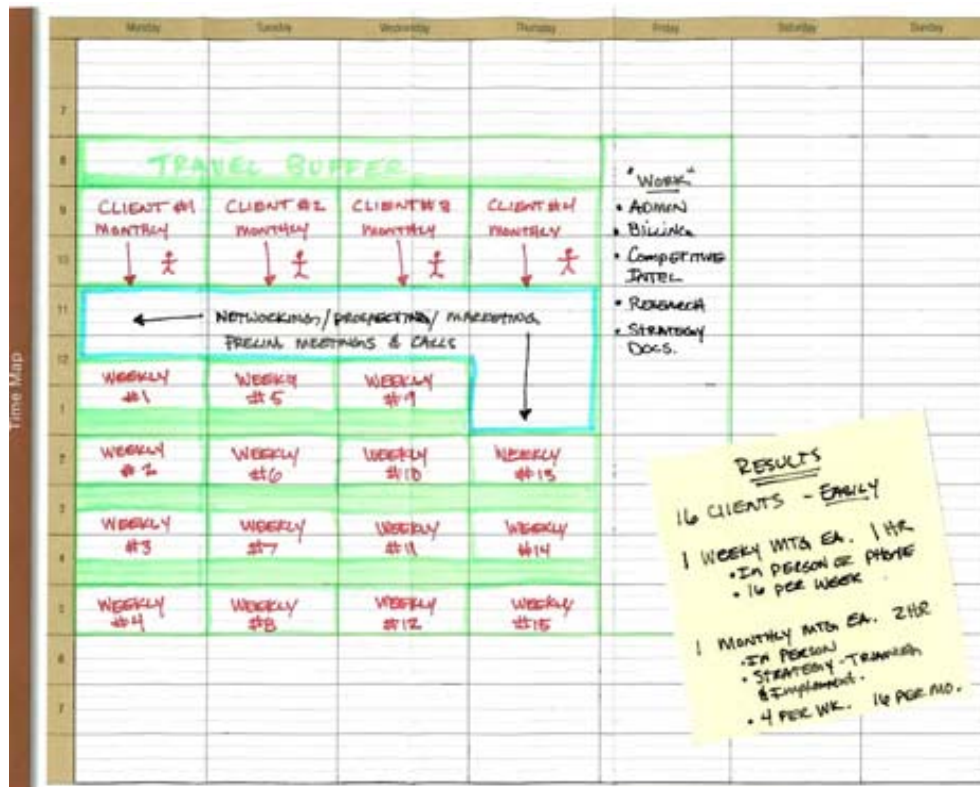 Time Map
Monday Tuesday Wednesday Thursday Friday Saturday Sunday
7
8
9
10
11
12
1
2
3
4
5
6
7
TRAVEL BUFFER
CLIENT #1 MONTHLY
CLIENT #2 MONTHLY
CLIENT #3 MONTHLY
CLIENT #4 MONTHLY
NETWORKING/PROSPECTING/MARKETING
PRELIM MEETINGS & CALLS
WEEKLY #1
WEEKLY #5
WEEKLY #9
WEEKLY #2
WEEKLY #6
WEEKLY #10
WEEKLY #13
WEEKLY #3
WEEKLY #7
WEEKLY #11
WEEKLY #14
WEEKLY #4
WEEKLY #8
WEEKLY #12
WEEKLY #15
"WORK"
• ADMIN
• BILLING
• COMPETITIVE
INTEL
• RESEARCH
• STRATEGY
DOCS.
RESULTS
16 CLIENTS - EASILY
1 WEEKLY MTG EA. 1 HR
• IN PERSON OR PHONE
• 16 PER WEEK
1 MONTHLY MTG EA. 2 HR
• IN PERSON
• STRATEGY -
& Implement.
• 4 PER WK. 16 PER MO.